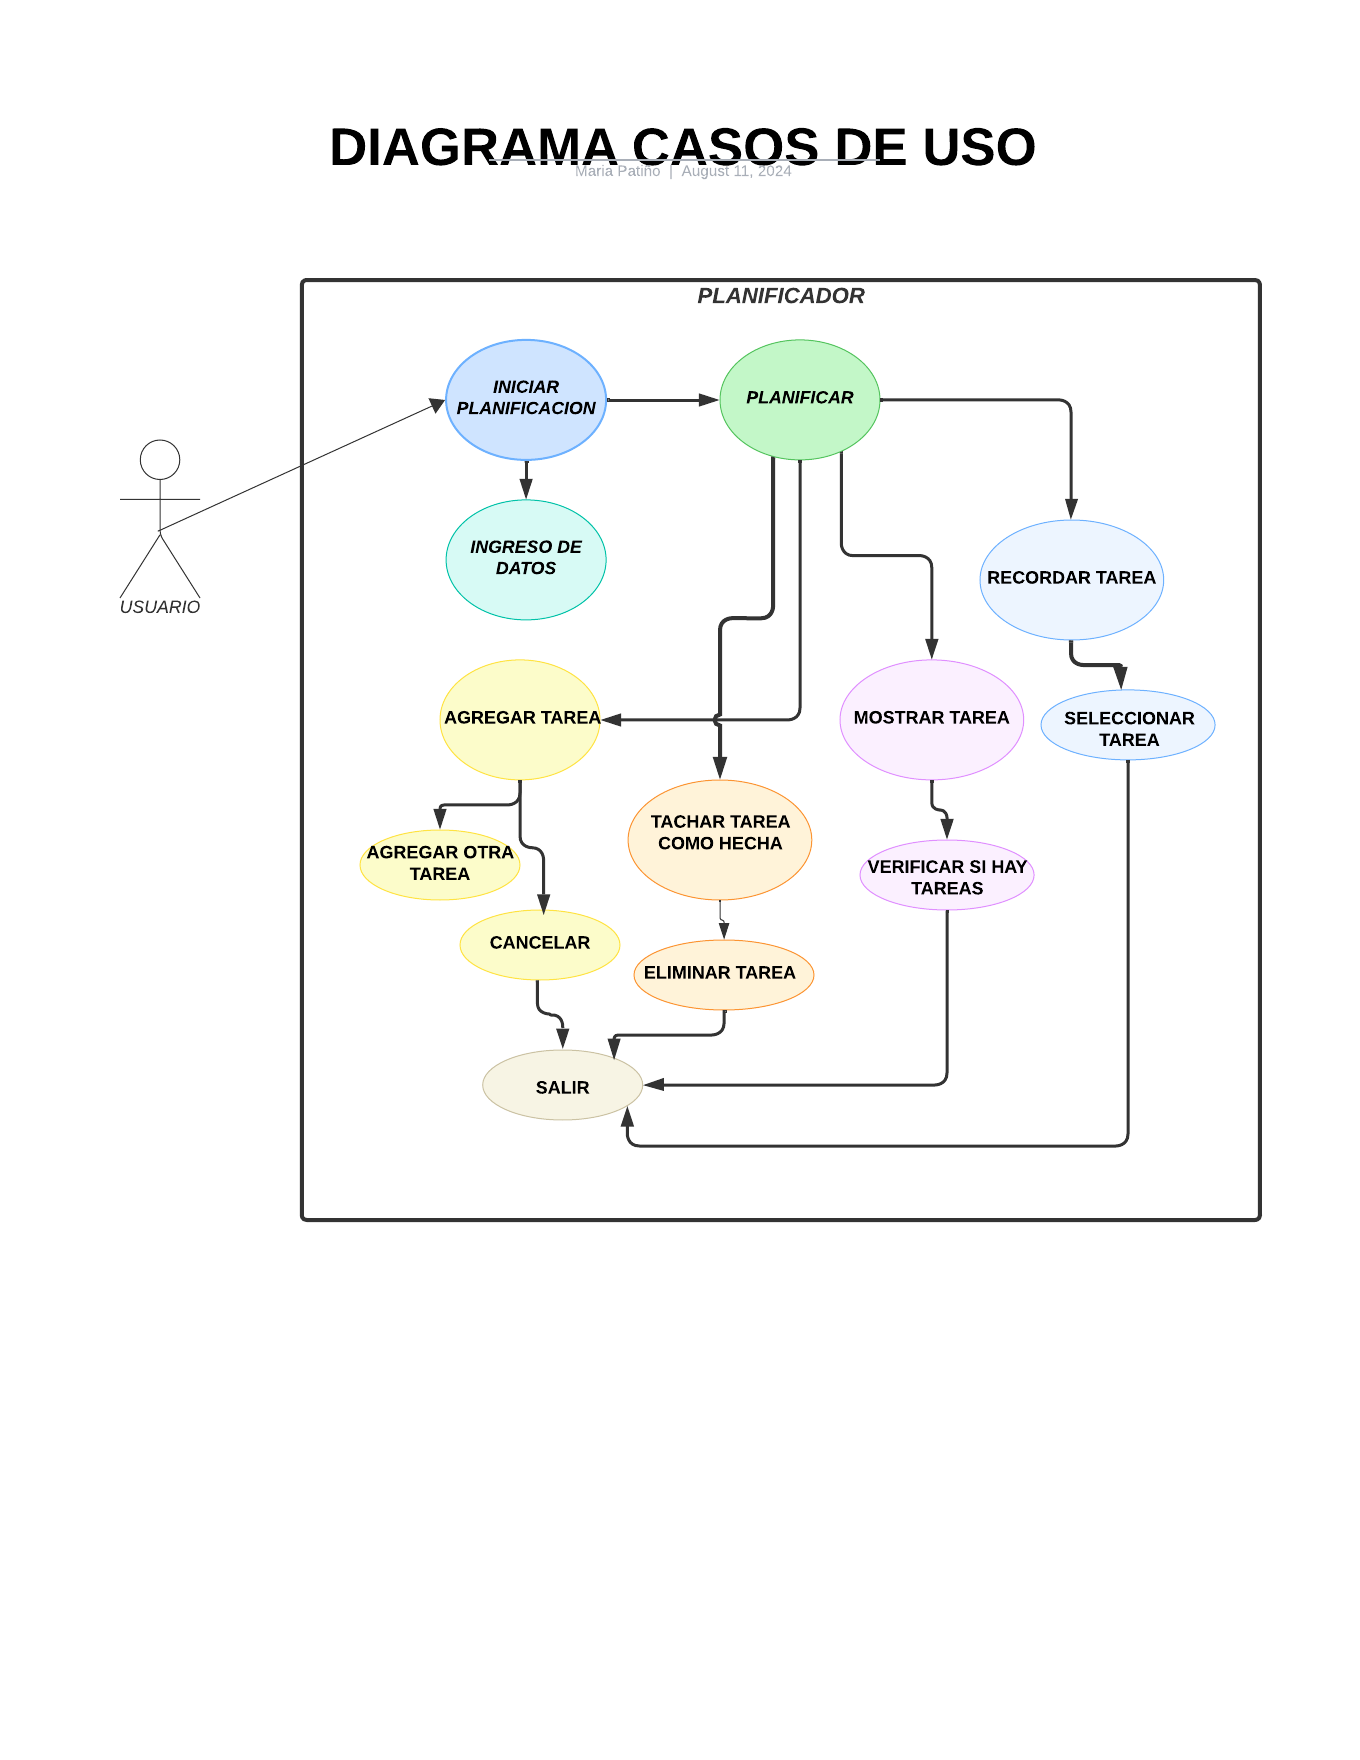 DIAGRAMA CASOS DE USO
Maria Patiño | August 11, 2024
PLANIFICADOR
INICIAR
PLANIFICACION
PLANIFICAR
INGRESO DE
DATOS
USUARIO
RECORDAR TAREA
AGREGAR TAREA
MOSTRAR TAREA
SELECCIONAR
TAREA
TACHAR TAREA
COMO HECHA
AGREGAR OTRA
TAREA
VERIFICAR SI HAY
TAREAS
CANCELAR
ELIMINAR TAREA
SALIR